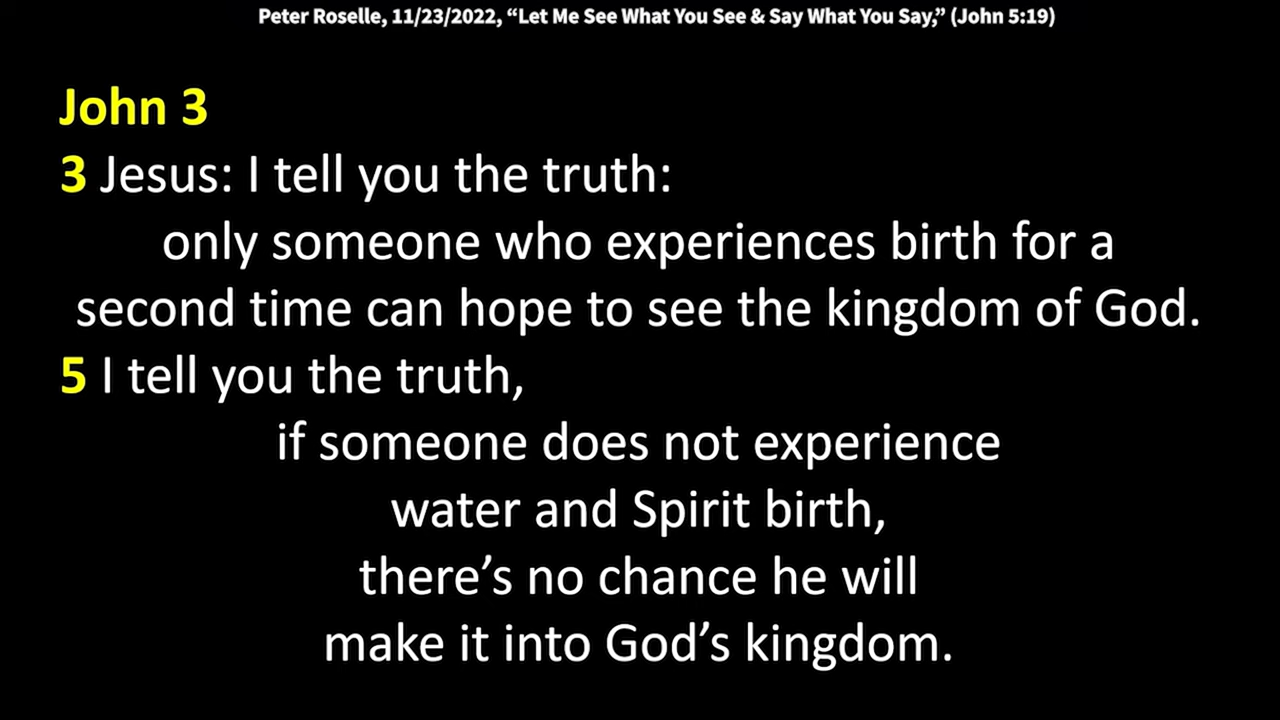 Peter Roselle, 11/23/2022, “Let Me See What You See & Say What You Say,” (John 5:19)
John 3
3 Jesus: I tell you the truth:
only someone who experiences birth for a
second time can hope to see the kingdom of God.
5 I tell you the truth,
if someone does not experience
water and Spirit birth,
there’s no chance he will
make it into God’s kingdom.